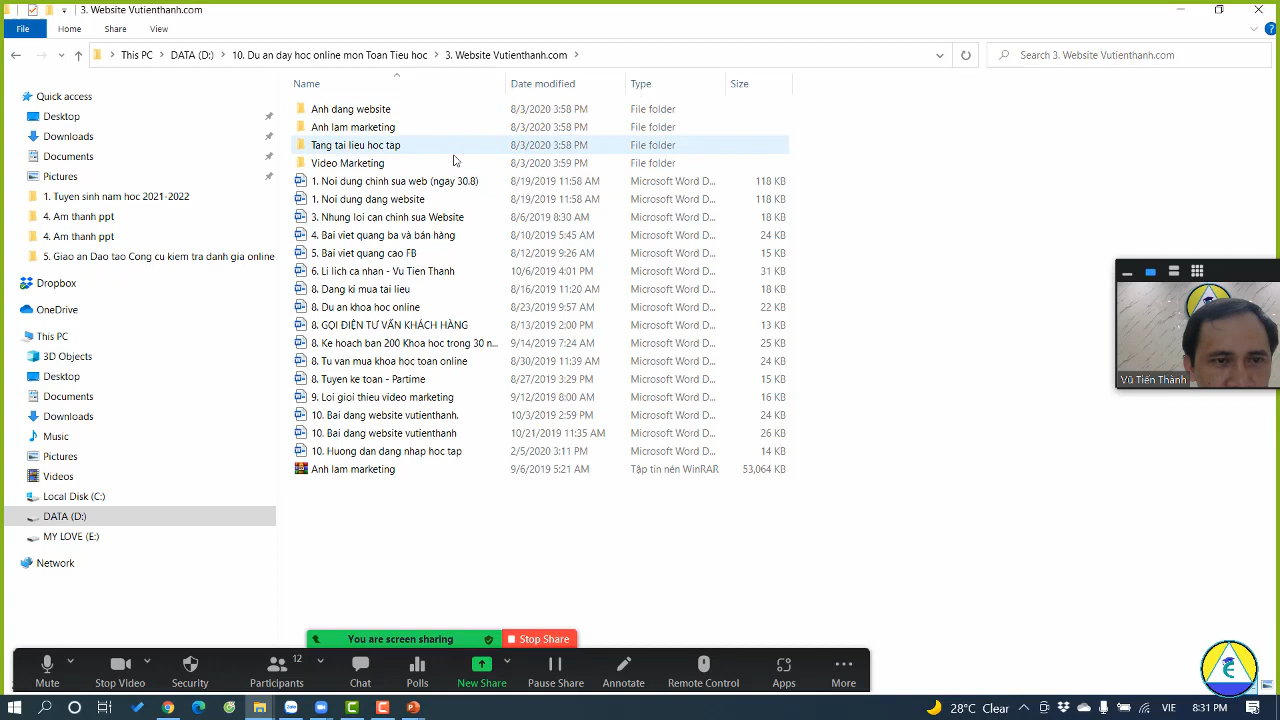 3. Website Vutienthanh.com
File Home Share View
This PC DATA (D:) 10. Du an day hoc online mon Toan Tieu hoc 3. Website Vutienthanh.com
Search 3. Website Vutienthanh.com
Name Date modified Type Size
Quick access
Desktop
Downloads
Documents
Pictures
1. Tuyen sinh nam hoc 2021-2022
4. Am thanh ppt
4. Am thanh ppt
5. Giao an Dao tao Cong cu kiem tra danh gia online
Dropbox
OneDrive
This PC
3D Objects
Desktop
Documents
Downloads
Music
Pictures
Videos
Local Disk (C:)
DATA (D:)
MY LOVE (E:)
Network
Anh dang website 8/3/2020 3:58 PM File folder
Anh lam marketing 8/3/2020 3:58 PM File folder
Tang tai lieu hoc tap 8/3/2020 3:58 PM File folder
Video Marketing 8/3/2020 3:59 PM File folder
1. Noi dung chinh sua web (ngay 30.8) 8/19/2019 11:58 AM Microsoft Word D... 118 KB
1. Noi dung dang website 8/19/2019 11:58 AM Microsoft Word D... 118 KB
3. Nhung loi can chinh sua Website 8/6/2019 8:30 AM Microsoft Word D... 18 KB
4. Bai viet quang ba và bán hàng 8/10/2019 5:45 AM Microsoft Word D... 24 KB
5. Bai viet quang cao FB 8/12/2019 9:26 AM Microsoft Word D... 24 KB
6. Li lich ca nhan - Vu Tien Thanh 10/6/2019 4:01 PM Microsoft Word D... 31 KB
8. Dang ki mua tai lieu 8/16/2019 11:20 AM Microsoft Word D... 18 KB
8. Du an khoa hoc online 8/23/2019 9:57 AM Microsoft Word D... 22 KB
8. GỌI ĐIỆN TƯ VẤN KHÁCH HÀNG 8/13/2019 2:00 PM Microsoft Word D... 13 KB
8. Ke hoach ban 200 Khoa hoc trong 30 n... 9/14/2019 7:24 AM Microsoft Word D... 25 KB
8. Tu van mua khoa hoc toan online 8/30/2019 11:39 AM Microsoft Word D... 24 KB
8. Tuyen ke toan - Partime 8/27/2019 3:29 PM Microsoft Word D... 15 KB
9. Loi gioi thieu video marketing 9/12/2019 8:00 AM Microsoft Word D... 16 KB
10. Bai dang website vutienthanh. 10/3/2019 2:59 PM Microsoft Word D... 24 KB
10. Bai dang website vutienthanh 10/21/2019 11:35 AM Microsoft Word D... 26 KB
10. Huong dan dang nhap hoc tap 2/5/2020 3:11 PM Microsoft Word D... 14 KB
Anh lam marketing 9/6/2019 5:21 AM Tập tin nén WinRAR 53,064 KB
Vũ Tiến Thành
You are screen sharing Stop Share
12
Mute Stop Video Security Participants Chat Polls New Share Pause Share Annotate Remote Control Apps More
28°C Clear VIE 8:31 PM